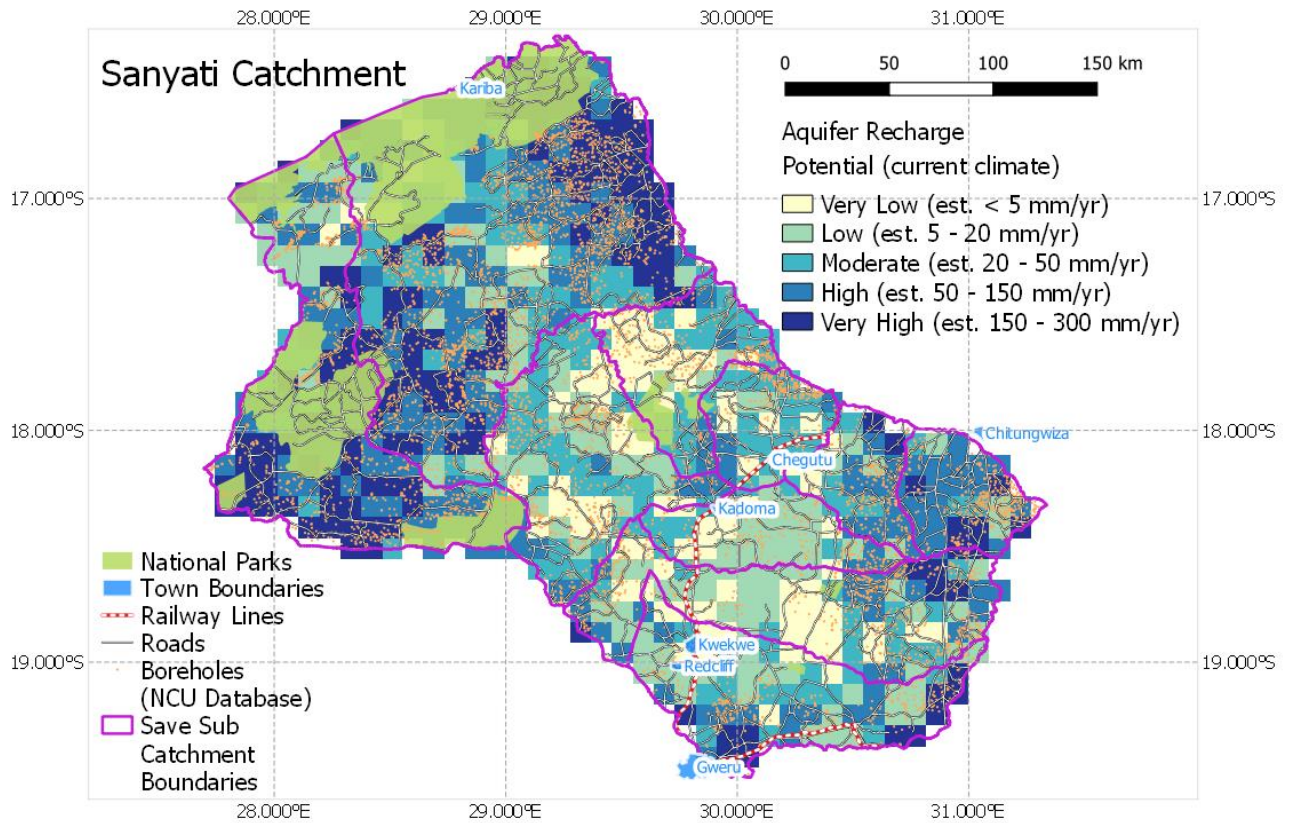 28.000°E 29.000°E 30.000°E 31.000°E
Sanyati Catchment
0 50 100 150 km
Kariba
Aquifer Recharge
Potential (current climate)
Very Low (est. < 5 mm/yr)
Low (est. 5 - 20 mm/yr)
Moderate (est. 20 - 50 mm/yr)
High (est. 50 - 150 mm/yr)
Very High (est. 150 - 300 mm/yr)
17.000°S 17.000°S
18.000°S 18.000°S
Chitungwiza
Chegutu
Kadoma
National Parks
Town Boundaries
Railway Lines
Roads
Boreholes
(NCU Database)
Save Sub
Catchment
Boundaries
Kwekwe
Redcliff
19.000°S 19.000°S
Gweru
28.000°E 29.000°E 30.000°E 31.000°E